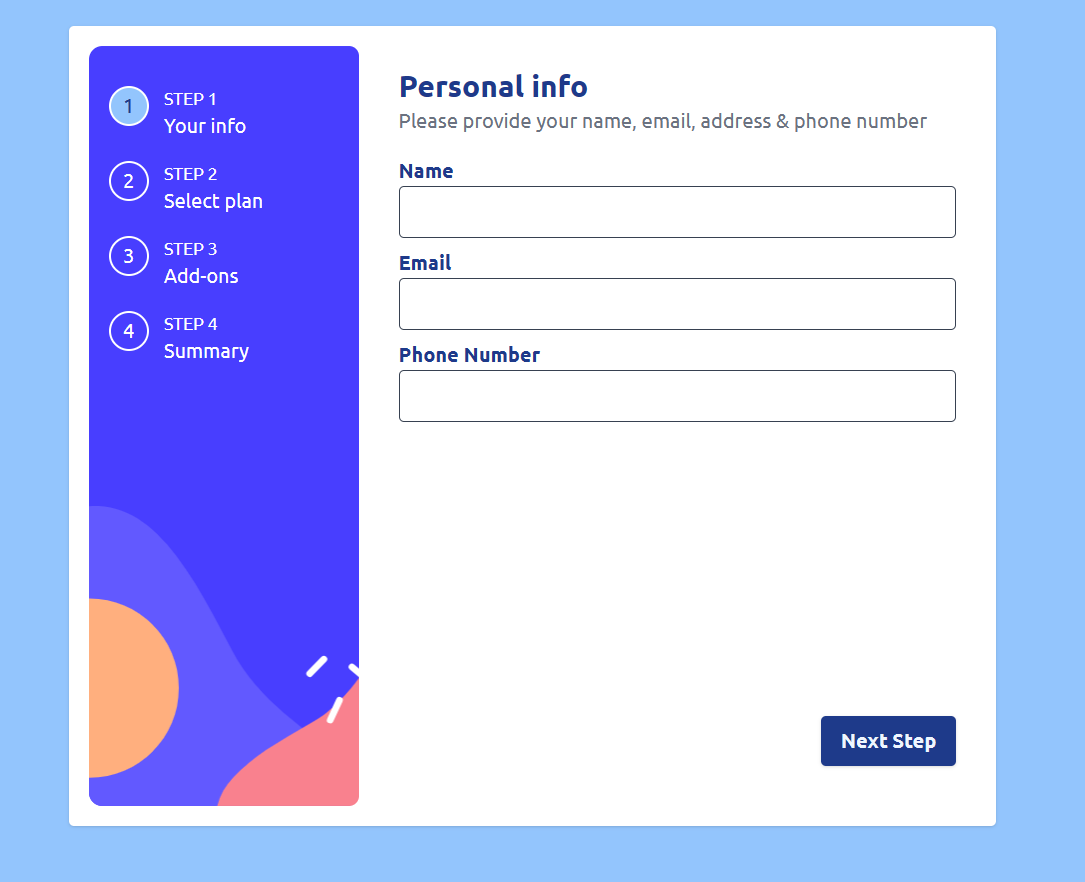 1
STEP 1
Your info
2
STEP 2
Select plan
3
STEP 3
Add-ons
4
STEP 4
Summary
Personal info
Please provide your name, email, address & phone number
Name
Email
Phone Number
Next Step